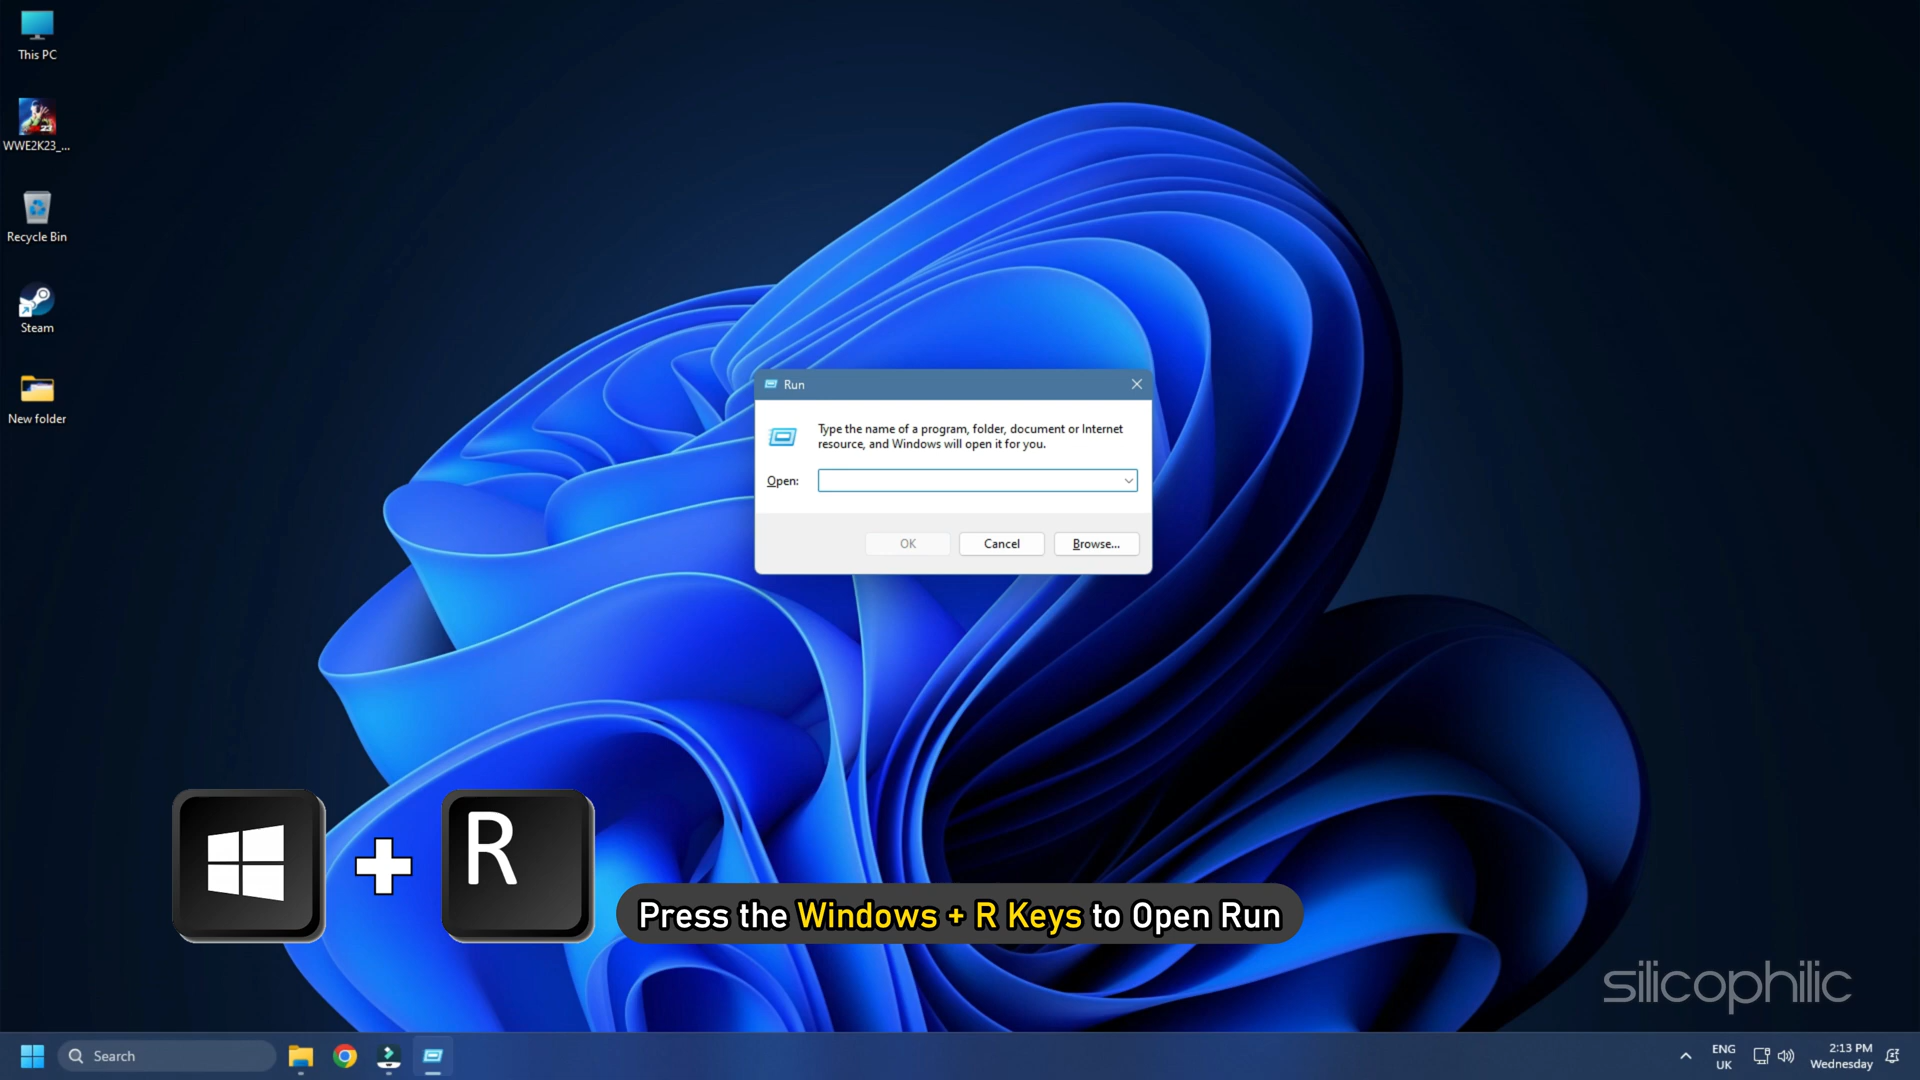 This PC
WWE2K23_...
Recycle Bin
Steam
New folder
Run
Type the name of a program, folder, document or Internet
resource, and Windows will open it for you.
Open:
OK
Cancel
Browse...
R
Press the Windows + R Keys to Open Run
silicophilic
Search
ENG
UK
2:13 PM
Wednesday